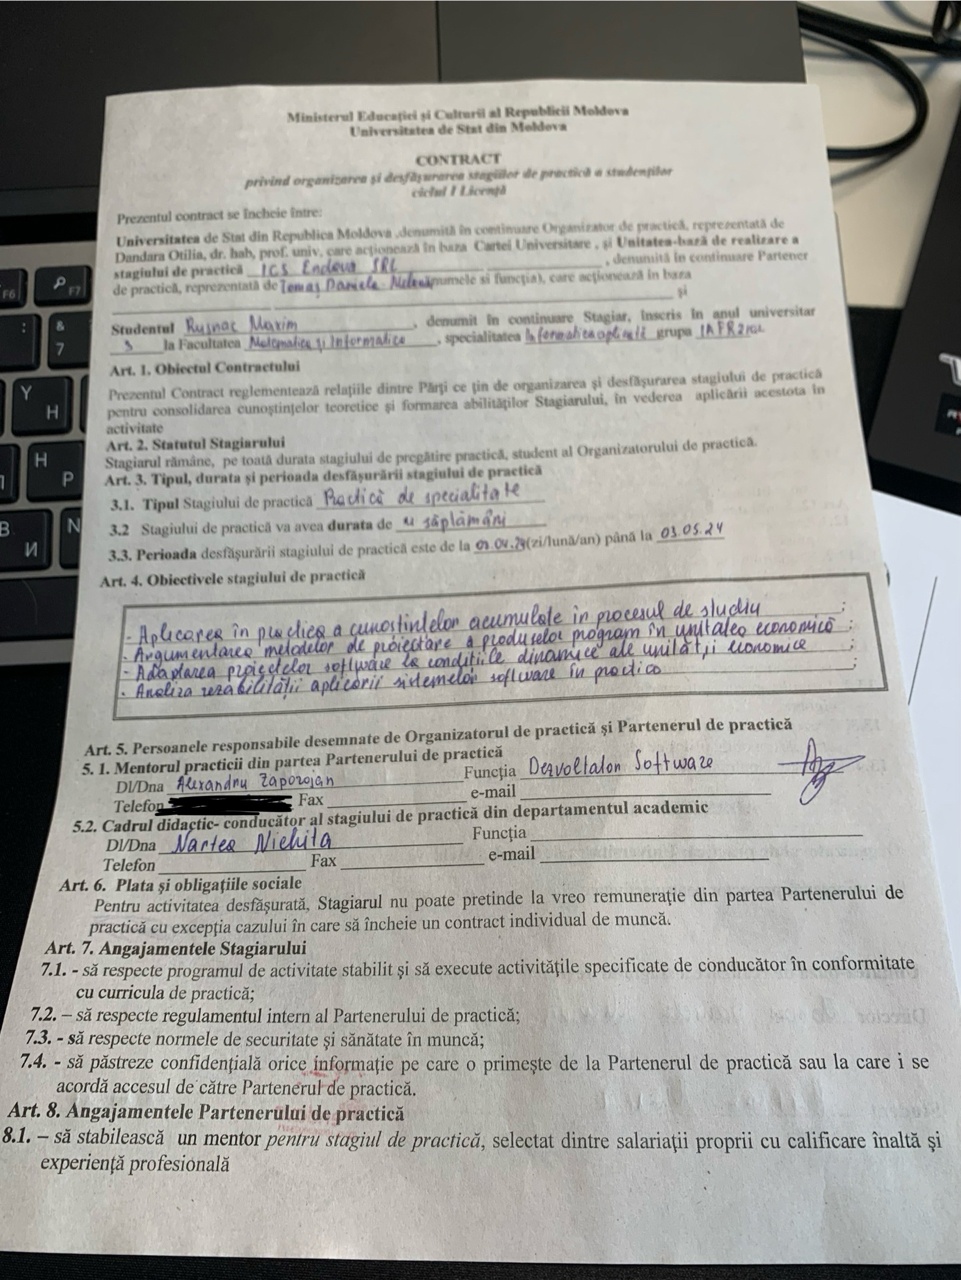 Ministerul Educației și Culturii al Republicii Moldova
Universitatea de Stat din Moldova
CONTRACT
privind organizarea și desfășurarea stagiilor de practică a studenților
ciclul I Licență
Prezentul contract se încheie între:
Universitatea de Stat din Republica Moldova ,denumită în continuare Organizator de practică, reprezentată de
Dandara Otilia, dr. hab, prof. univ, care acționează în baza Cartei Universitare , și Unitatea-bază de realizare a
stagiului de practică ICS Endava SRL , denumită în continuare Partener
de practică, reprezentată de Tomas Daniela (numele si funcția), care acționează in baza
și
Studentul Rusnac Maxim , denumit în continuare Stagiar, înscris în anul universitar
3 la Facultatea Matematica și Informatica , specialitatea Informatica aplicată grupa
Art. 1. Obiectul Contractului
Prezentul Contract reglementează relațiile dintre Părți ce țin de organizarea și desfășurarea stagiului de practică
pentru consolidarea cunoștințelor teoretice și formarea abilităților Stagiarului, în vederea aplicării acestota în
activitate
Art. 2. Statutul Stagiarului
Stagiarul rămâne, pe toată durata stagiului de pregătire practică, student al Organizatorului de practică.
Art. 3. Tipul, durata și perioada desfășurării stagiului de practică
3.1. Tipul Stagiului de practică Practică de specialitate
3.2 Stagiului de practică va avea durata de 4 săplămâni
3.3. Perioada desfășurării stagiului de practică este de la (zi/lună/an) până la 03.05.24
Art. 4. Obiectivele stagiului de practică
- Aplicarea în practica a cunostintelor acumulate în procesul de studiu ;
- Argumentarea metodelor de proiectare a produselor program în unitatea economică ;
- Adaptarea proiectelor software la condițiile dinamice ale unilății economice ;
- Analiza aplicării sistemelor software în practica ;
Art. 5. Persoanele responsabile desemnate de Organizatorul de practică și Partenerul de practică
5. 1. Mentorul practicii din partea Partenerului de practică
Dl/Dna Alexandru Zaporojan Funcția Dezvoltator Software
Telefon Fax e-mail
5.2. Cadrul didactic- conducător al stagiului de practică din departamentul academic
Dl/Dna Nartea Nichita Funcția
Telefon Fax e-mail
Art. 6. Plata și obligațiile sociale
Pentru activitatea desfășurată, Stagiarul nu poate pretinde la vreo remunerație din partea Partenerului de
practică cu excepția cazului în care să încheie un contract individual de muncă.
Art. 7. Angajamentele Stagiarului
7.1. - să respecte programul de activitate stabilit și să execute activitățile specificate de conducător în conformitate
cu curricula de practică;
7.2. – să respecte regulamentul intern al Partenerului de practică;
7.3. - să respecte normele de securitate și sănătate în muncă;
7.4. - să păstreze confidențială orice informație pe care o primește de la Partenerul de practică sau la care i se
acordă accesul de către Partenerul de practică.
Art. 8. Angajamentele Partenerului de practică
8.1. – să stabilească un mentor pentru stagiul de practică, selectat dintre salariații proprii cu calificare înaltă și
experiență profesională